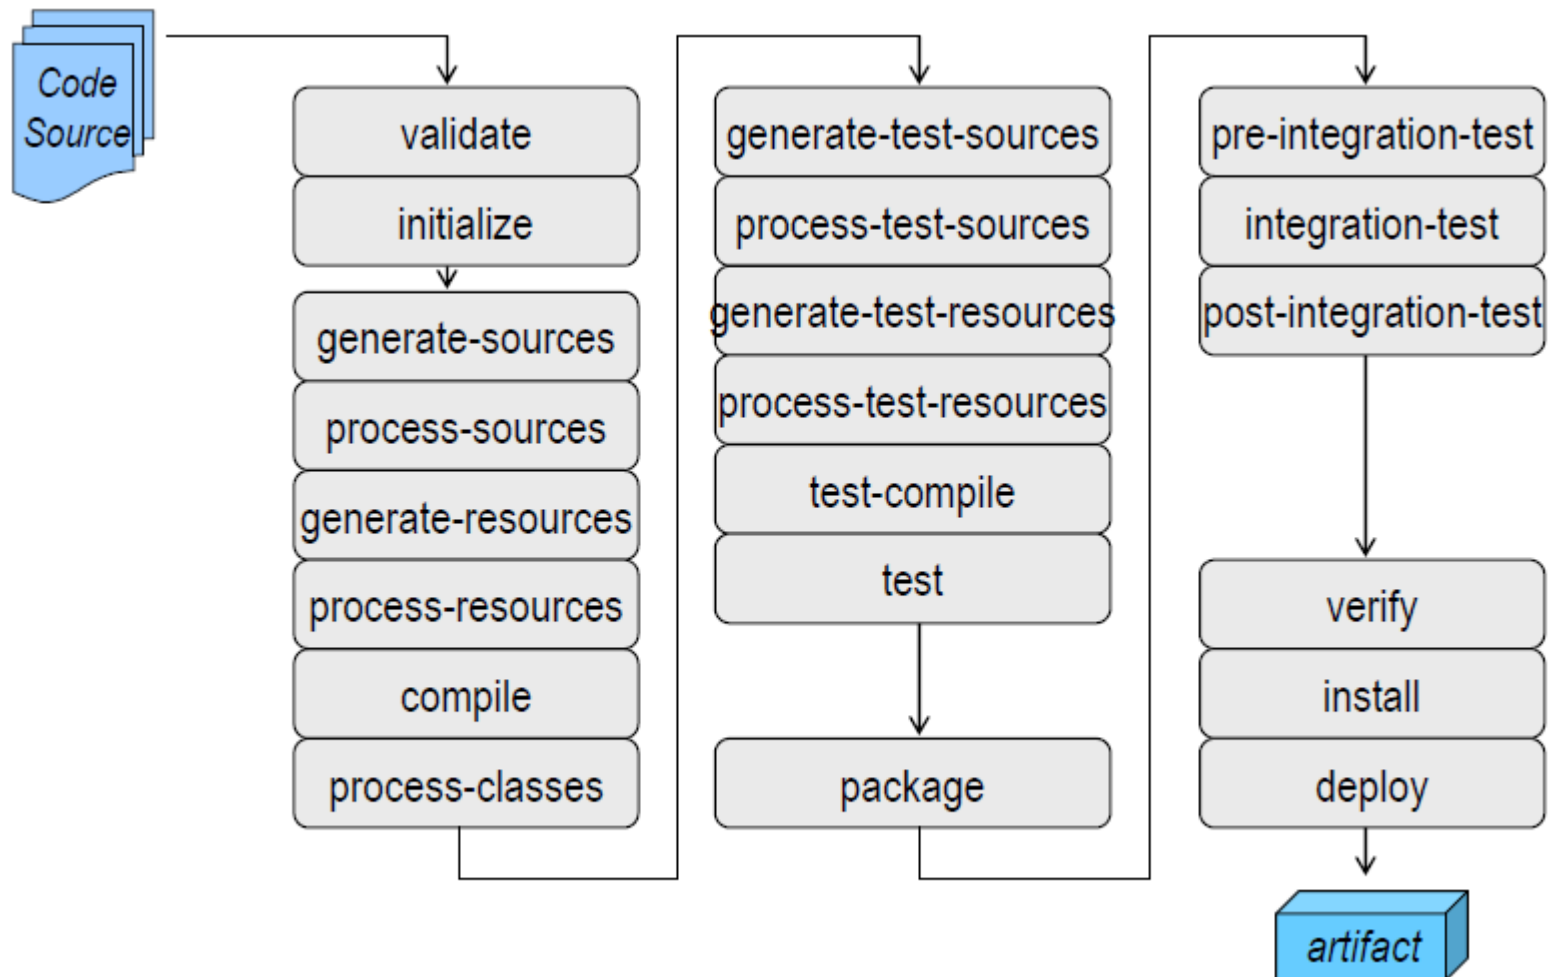 Code
Source
validate
initialize
generate-sources
process-sources
generate-resources
process-resources
compile
process-classes
generate-test-sources
process-test-sources
generate-test-resources
process-test-resources
test-compile
test
package
pre-integration-test
integration-test
post-integration-test
verify
install
deploy
artifact